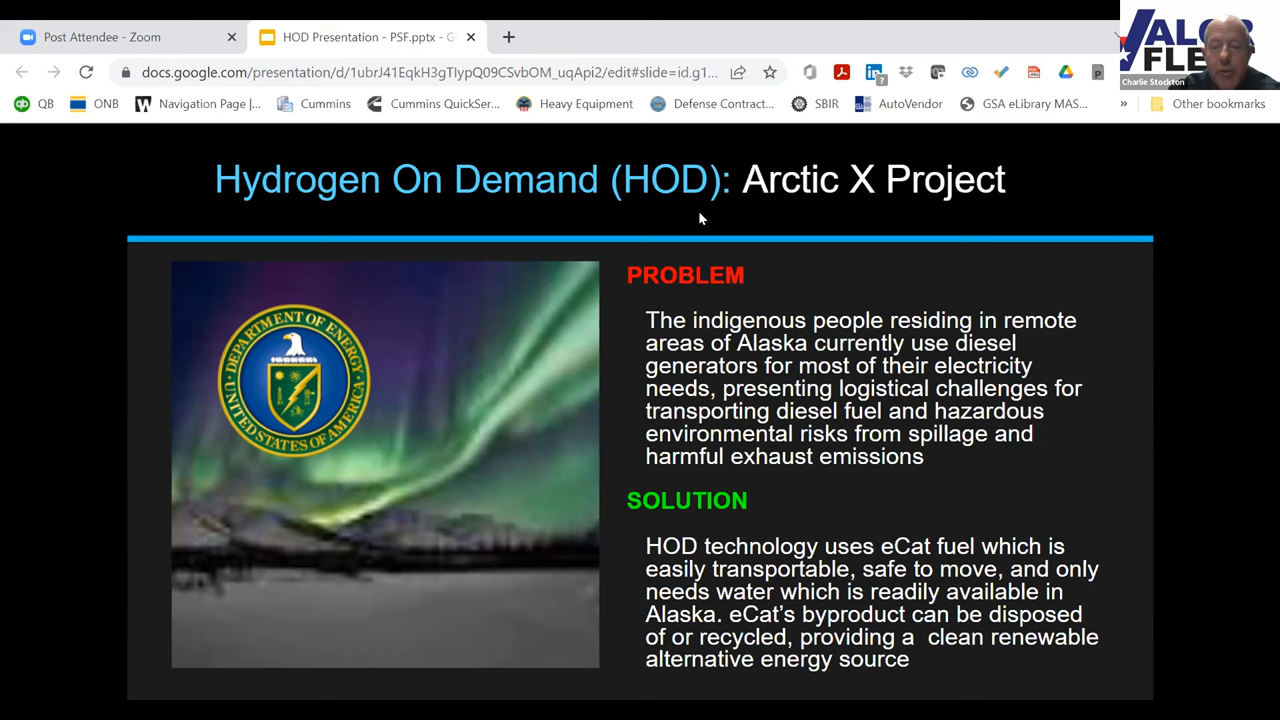 Post Attendee - Zoom
HOD Presentation - PSF.pptx - G
docs.google.com/presentation/d/
edit#slide=id.g1...
QB
ONB
Navigation Page |...
Cummins
Cummins QuickSer...
Heavy Equipment
Defense Contract...
SBIR
AutoVendor
GSA eLibrary MAS...
»
Other bookmarks
Charlie Stockton
Hydrogen On Demand (HOD): Arctic X Project
DEPARTMENT OF ENERGY
UNITED STATES OF AMERICA
PROBLEM
The indigenous people residing in remote
areas of Alaska currently use diesel
generators for most of their electricity
needs, presenting logistical challenges for
transporting diesel fuel and hazardous
environmental risks from spillage and
harmful exhaust emissions
SOLUTION
HOD technology uses eCat fuel which is
easily transportable, safe to move, and only
needs water which is readily available in
Alaska. eCat's byproduct can be disposed
of or recycled, providing a clean renewable
alternative energy source